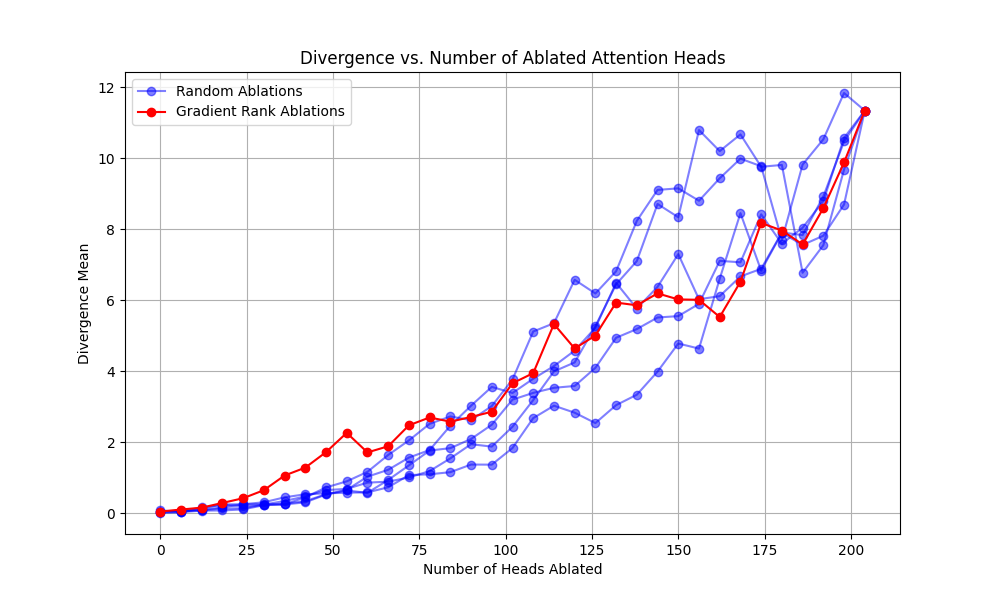 Divergence vs. Number of Ablated Attention Heads
Random Ablations
Gradient Rank Ablations
Divergence Mean
12
10
8
6
4
2
0
0 25 50 75 100 125 150 175 200
Number of Heads Ablated